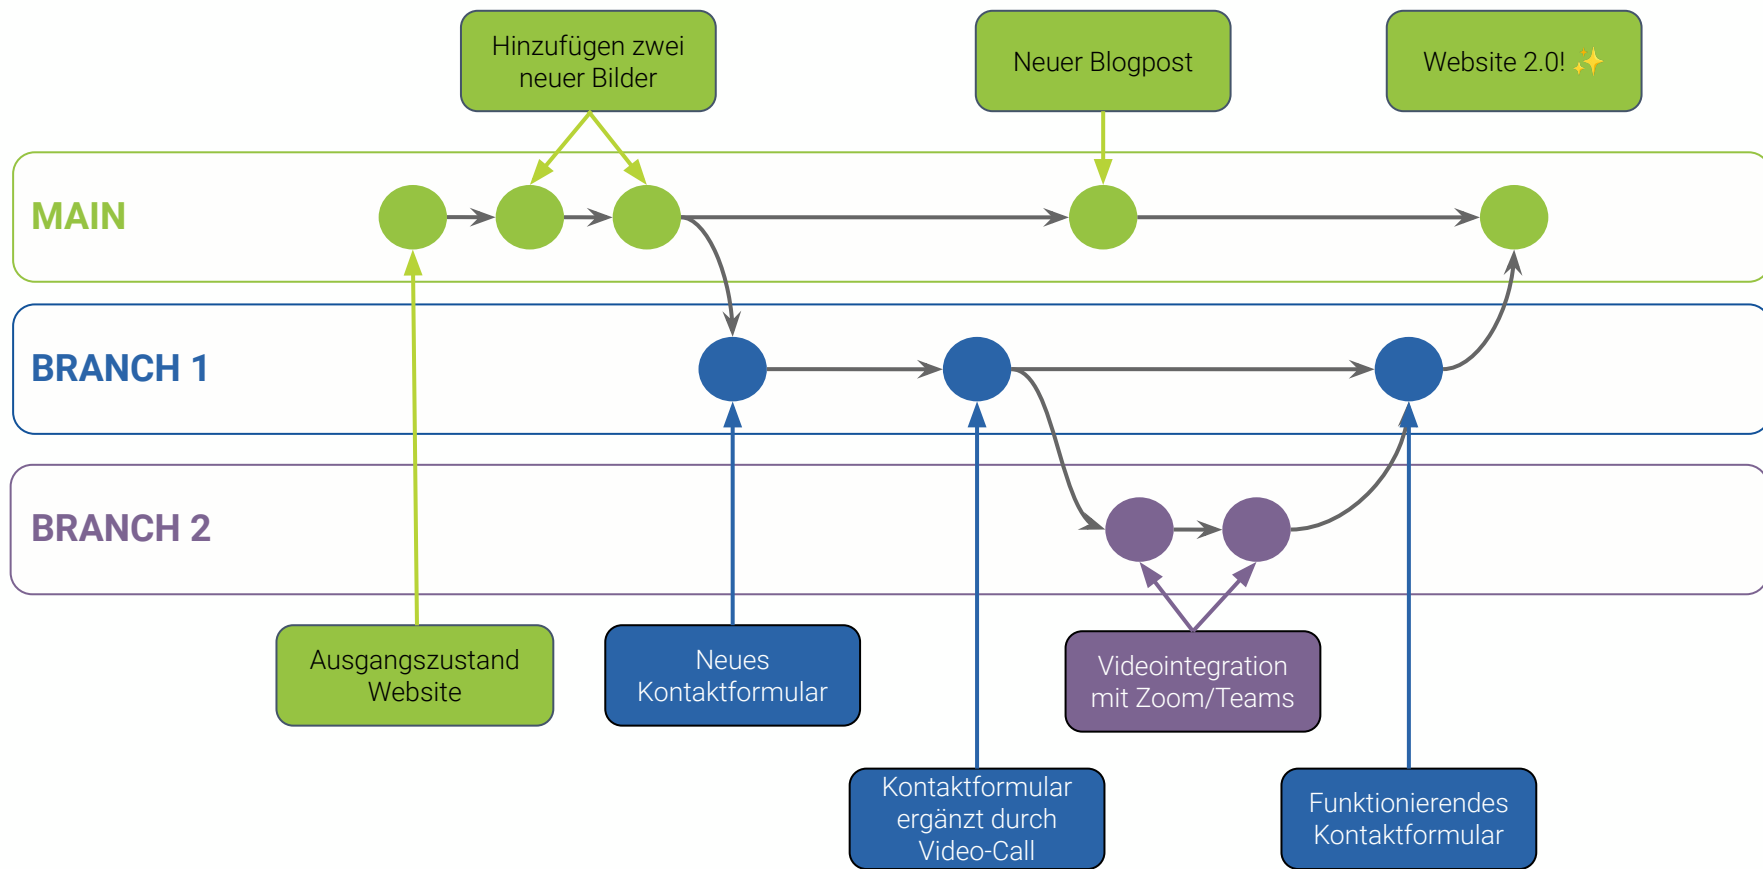 Hinzufügen zwei
neuer Bilder
Neuer Blogpost
Website 2.0! ✨
MAIN
BRANCH 1
BRANCH 2
Ausgangszustand
Website
Neues
Kontaktformular
Videointegration
mit Zoom/Teams
Kontaktformular
ergänzt durch
Video-Call
Funktionierendes
Kontaktformular